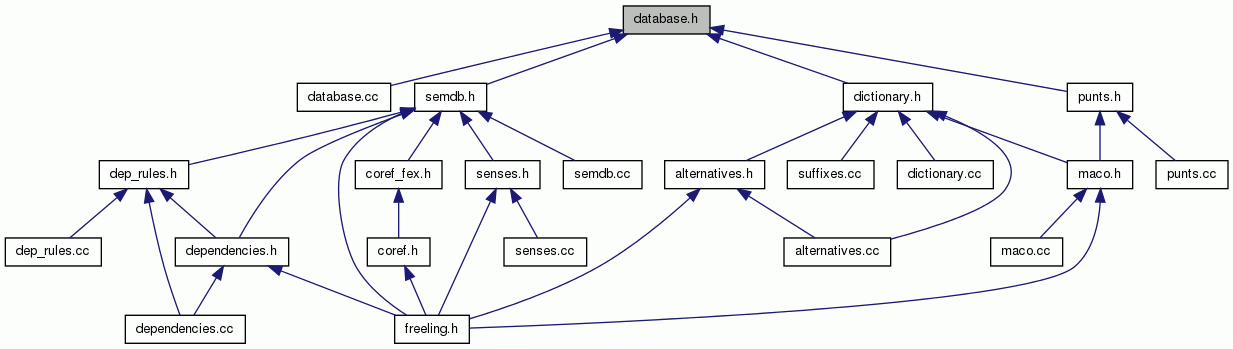 database.h
database.cc
semdb.h
dictionary.h
punts.h
dep_rules.h
coref_fex.h
senses.h
semdb.cc
alternatives.h
suffixes.cc
dictionary.cc
maco.h
punts.cc
dep_rules.cc
dependencies.h
coref.h
senses.cc
alternatives.cc
maco.cc
dependencies.cc
freeling.h